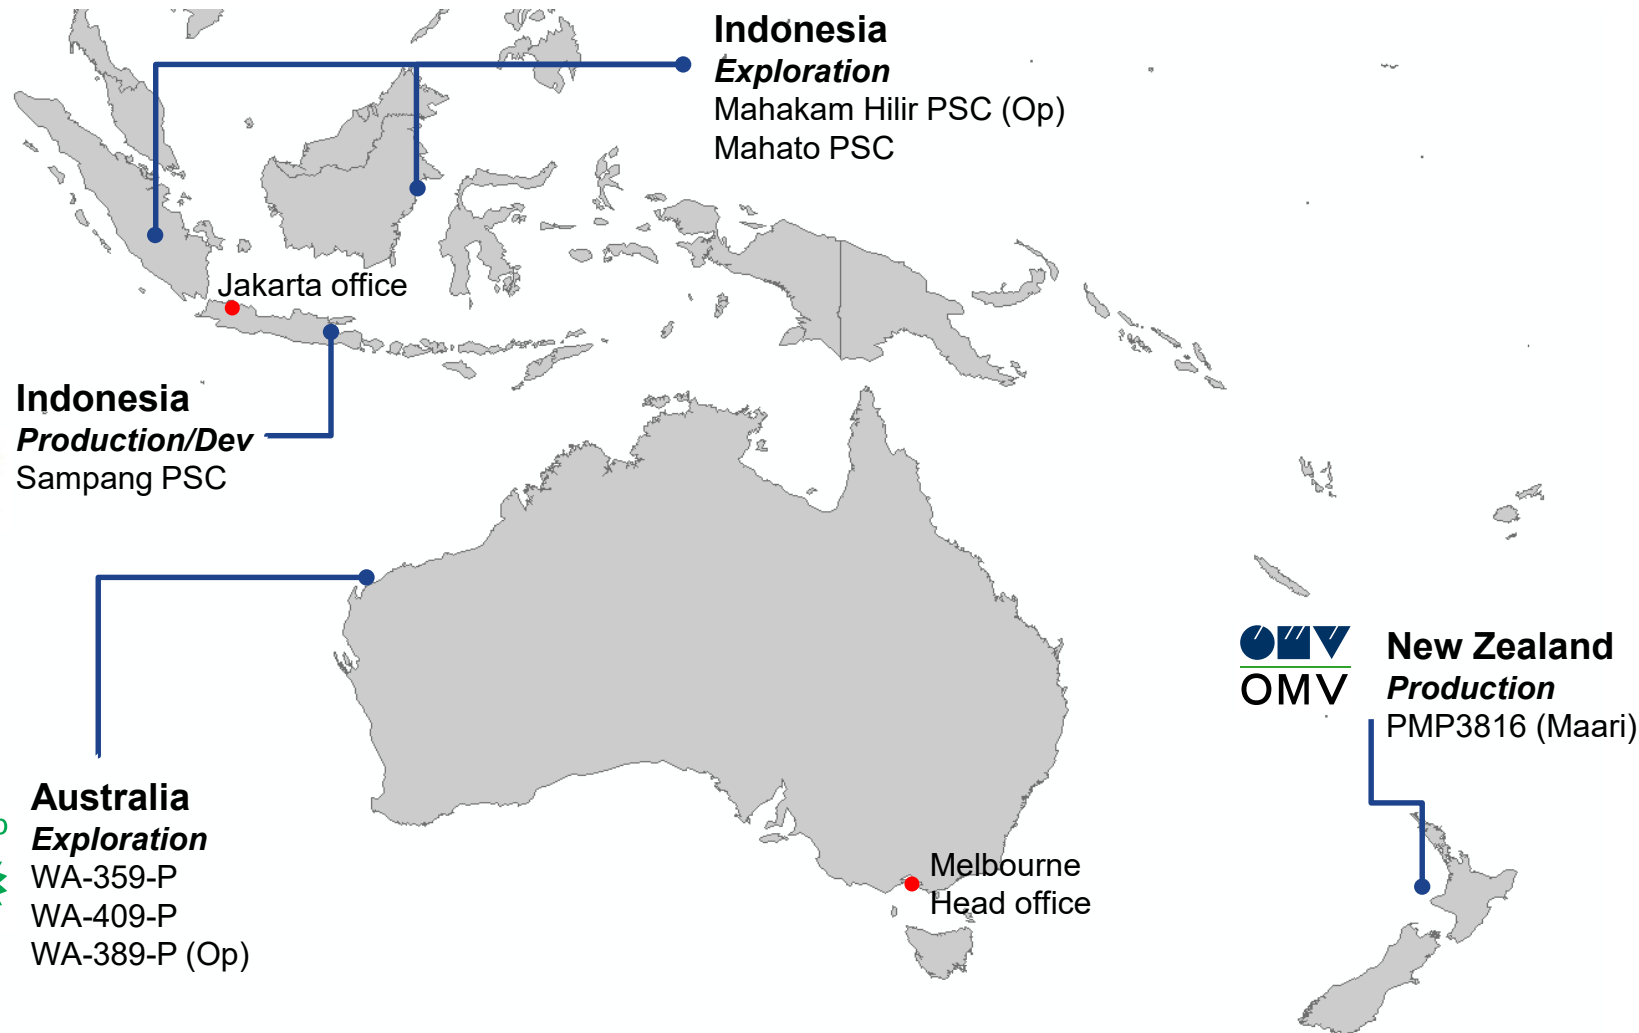 Indonesia
Exploration
Mahakam Hilir PSC (Op)
Mahato PSC
Jakarta office
Indonesia
Production/Dev
Sampang PSC
OMV
OMV
New Zealand
Production
PMP3816 (Maari)
Australia
Exploration
WA-359-P
WA-409-P
WA-389-P (Op)
Melbourne
Head office